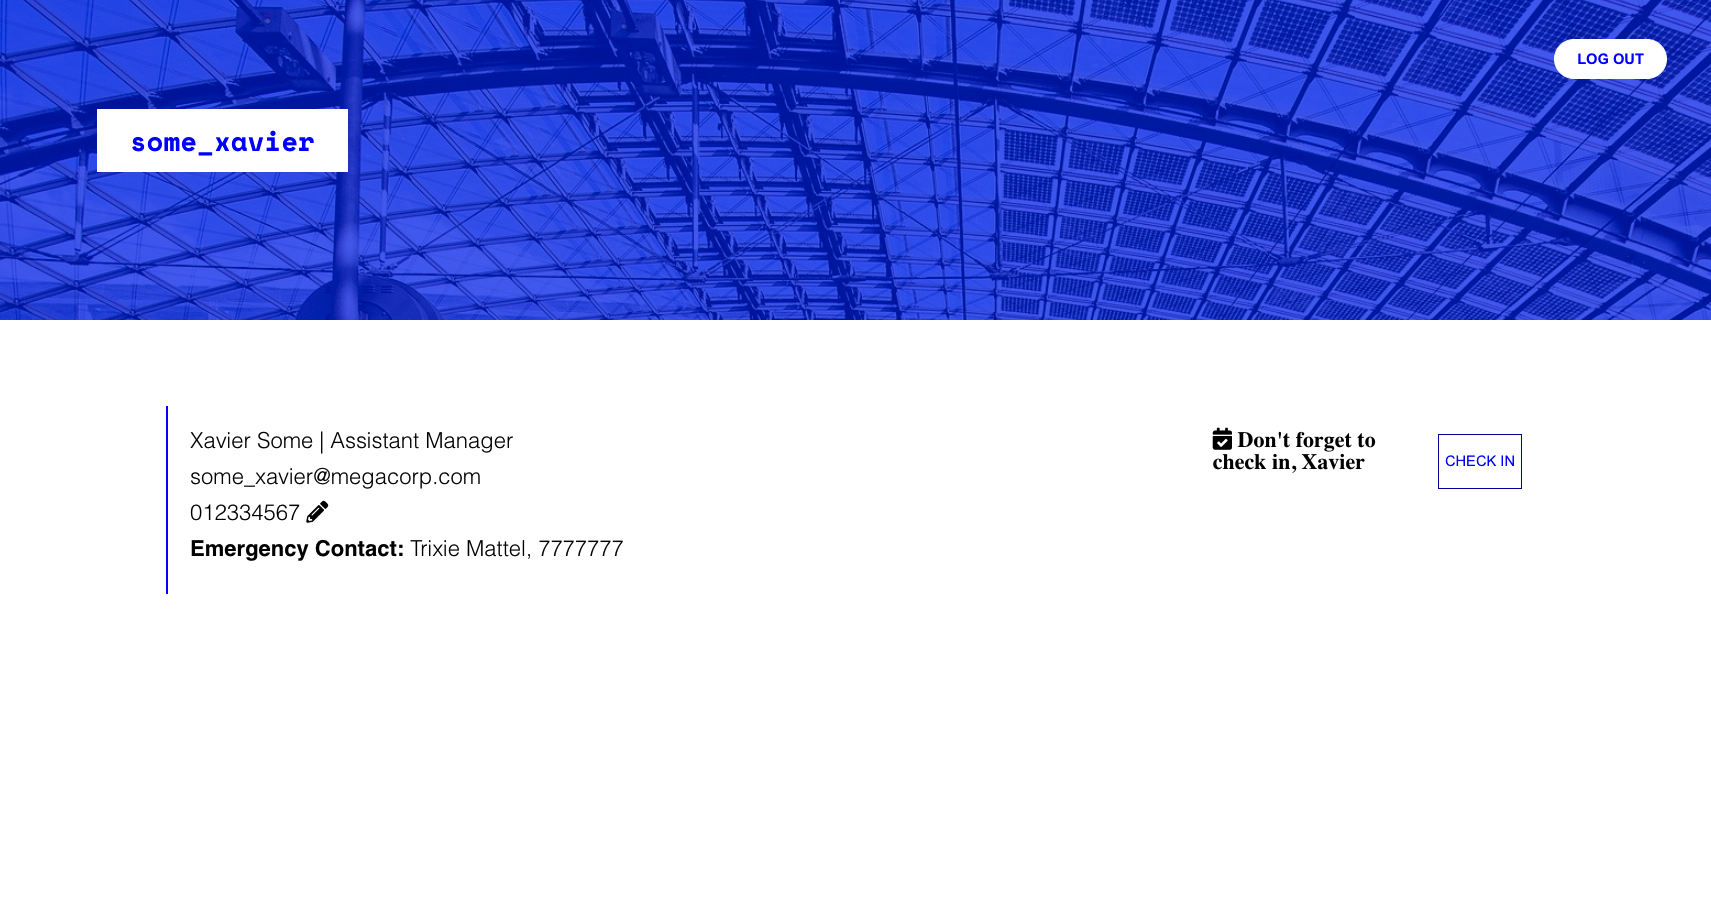 LOG OUT
some_xavier
Xavier Some | Assistant Manager
some_xavier@megacorp.com
012334567
Emergency Contact: Trixie Mattel, 7777777
Don't forget to
check in, Xavier
CHECK IN